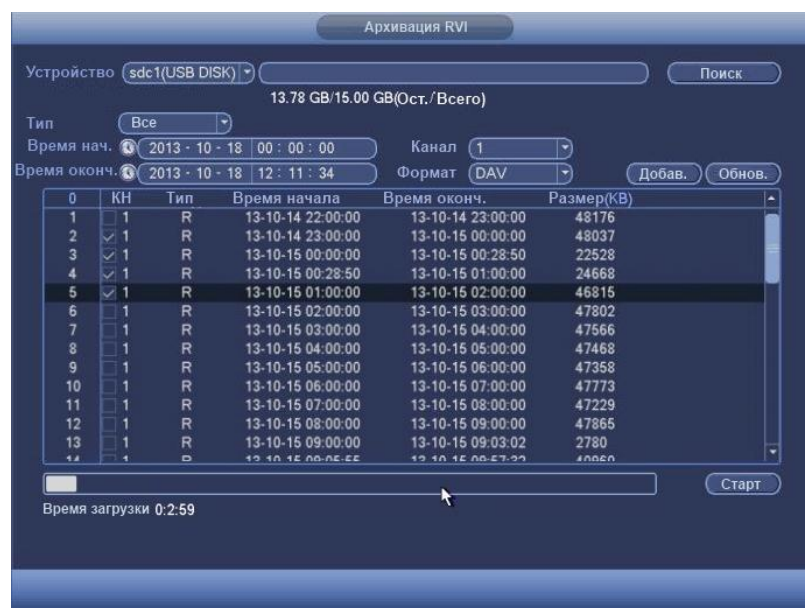 Архивация RVI
Устройство sdc1(USB DISK) Поиск
13.78 GB/15.00 GB(Ост./Всего)
Тип Все
Время нач. 2013 - 10 - 18 00 : 00 : 00 Канал 1
Время оконч. 2013 - 10 - 18 12 : 11 : 34 Формат DAV Добав. Обнов.
0 КН Тип Время начала Время оконч. Размер(KB)
1 1 R 13-10-14 22:00:00 13-10-14 23:00:00 48176
2 1 R 13-10-14 23:00:00 13-10-15 00:00:00 48037
3 1 R 13-10-15 00:00:00 13-10-15 00:28:50 22528
4 1 R 13-10-15 00:28:50 13-10-15 01:00:00 24668
5 1 R 13-10-15 01:00:00 13-10-15 02:00:00 46815
6 1 R 13-10-15 02:00:00 13-10-15 03:00:00 47802
7 1 R 13-10-15 03:00:00 13-10-15 04:00:00 47566
8 1 R 13-10-15 04:00:00 13-10-15 05:00:00 47468
9 1 R 13-10-15 05:00:00 13-10-15 06:00:00 47358
10 1 R 13-10-15 06:00:00 13-10-15 07:00:00 47773
11 1 R 13-10-15 07:00:00 13-10-15 08:00:00 47229
12 1 R 13-10-15 08:00:00 13-10-15 09:00:00 47865
13 1 R 13-10-15 09:00:00 13-10-15 09:03:02 2780
14 1 R 13-10-15
Старт
Время загрузки 0:2:59